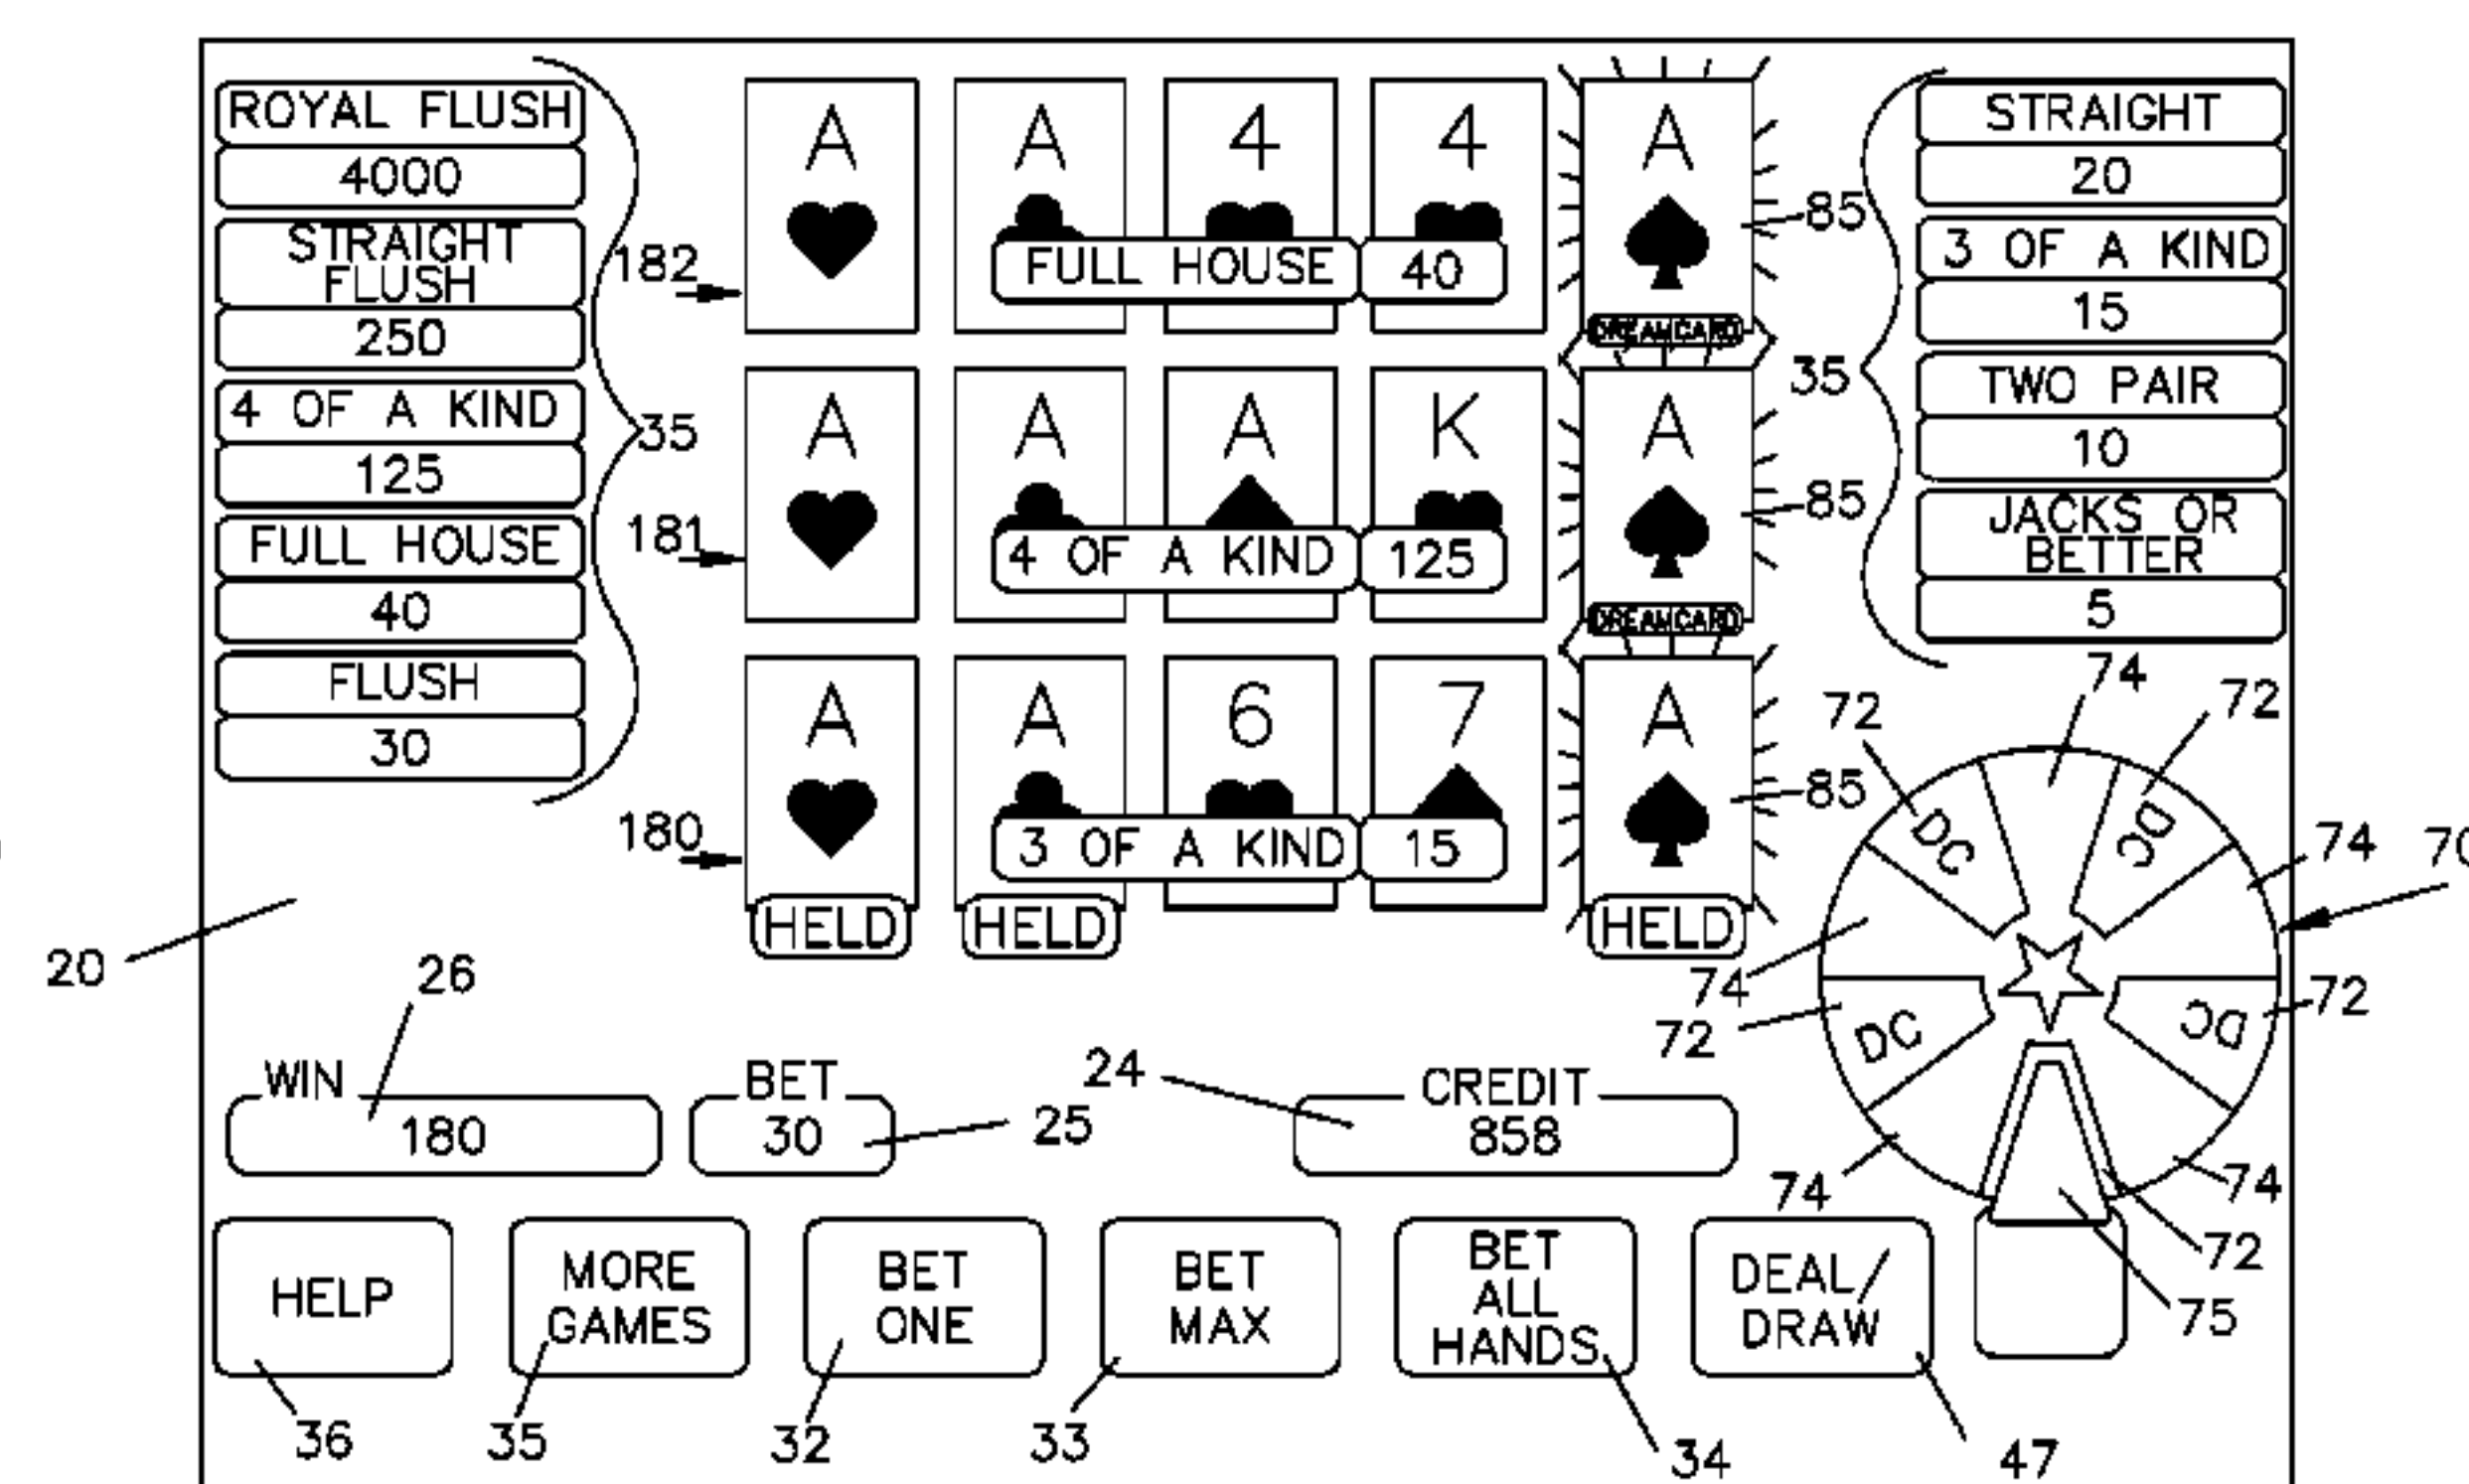 ROYAL FLUSH
4000
STRAIGHT
FLUSH
250
4 OF A KIND
125
FULL HOUSE
40
FLUSH
30
35
182
A
A
4
4
A
FULL HOUSE 40
DREAM CARD
85
181
A
A
A
K
A
4 OF A KIND 125
DREAM CARD
85
180
A
A
6
7
A
3 OF A KIND 15
HELD
HELD
HELD
85
35
STRAIGHT
20
3 OF A KIND
15
TWO PAIR
10
JACKS OR
BETTER
5
74
72
72
DC
DC
74
74
72
72
DC
DC
74
74
72
75
20
26
WIN
180
BET
30
25
24
CREDIT
858
HELP
MORE
GAMES
BET
ONE
BET
MAX
BET
ALL
HANDS
DEAL/
DRAW
36
35
32
33
34
47